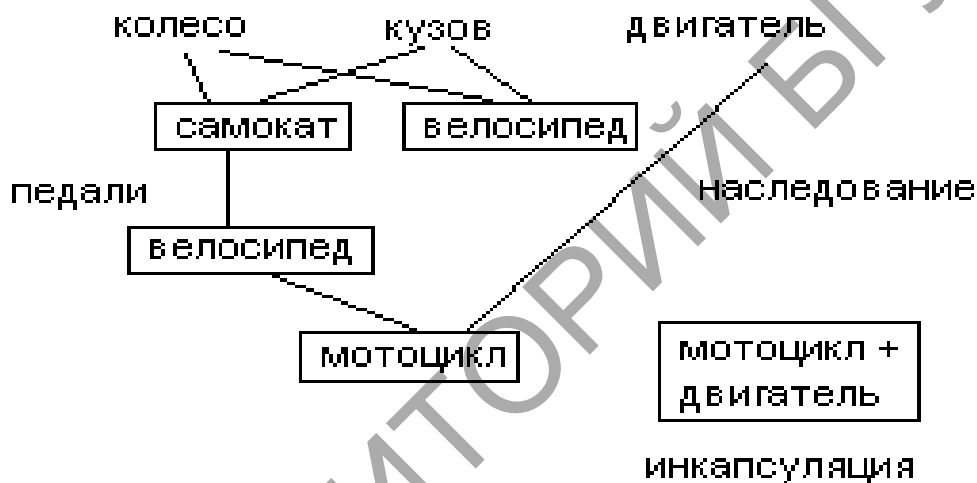 колесо кузов двигатель
самокат велосипед
педали наследование
велосипед
мотоцикл
мотоцикл +
двигатель
инкапсуляция